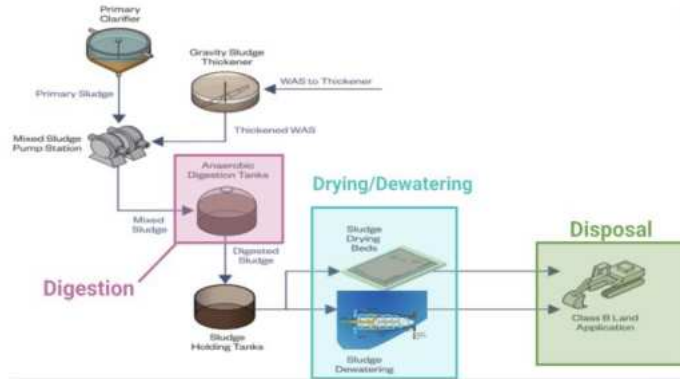 Primary
Clarifier
Gravity Sludge
Thickener
WAS to Thickener
Primary Sludge
Thickened WAS
Mixed Sludge
Pump Station
Anaerobic
Digestion Tanks
Drying/Dewatering
Mixed
Sludge
Sludge
Drying
Beds
Disposal
Digested
Sludge
Digestion
Class B Land
Application
Sludge
Holding Tanks
Sludge
Dewatering